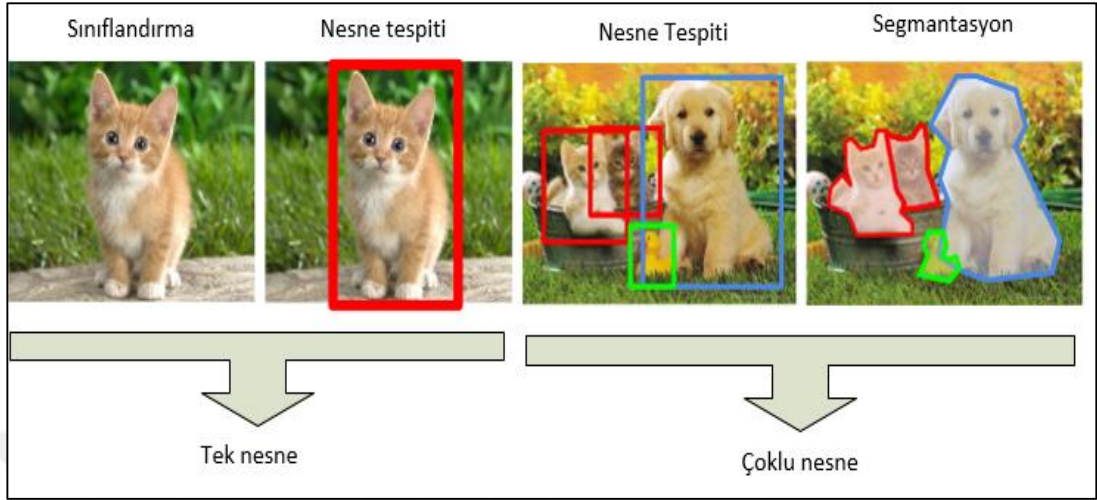 Sınıflandırma
Nesne tespiti
Nesne Tespiti
Segmantasyon
Tek nesne
Çoklu nesne